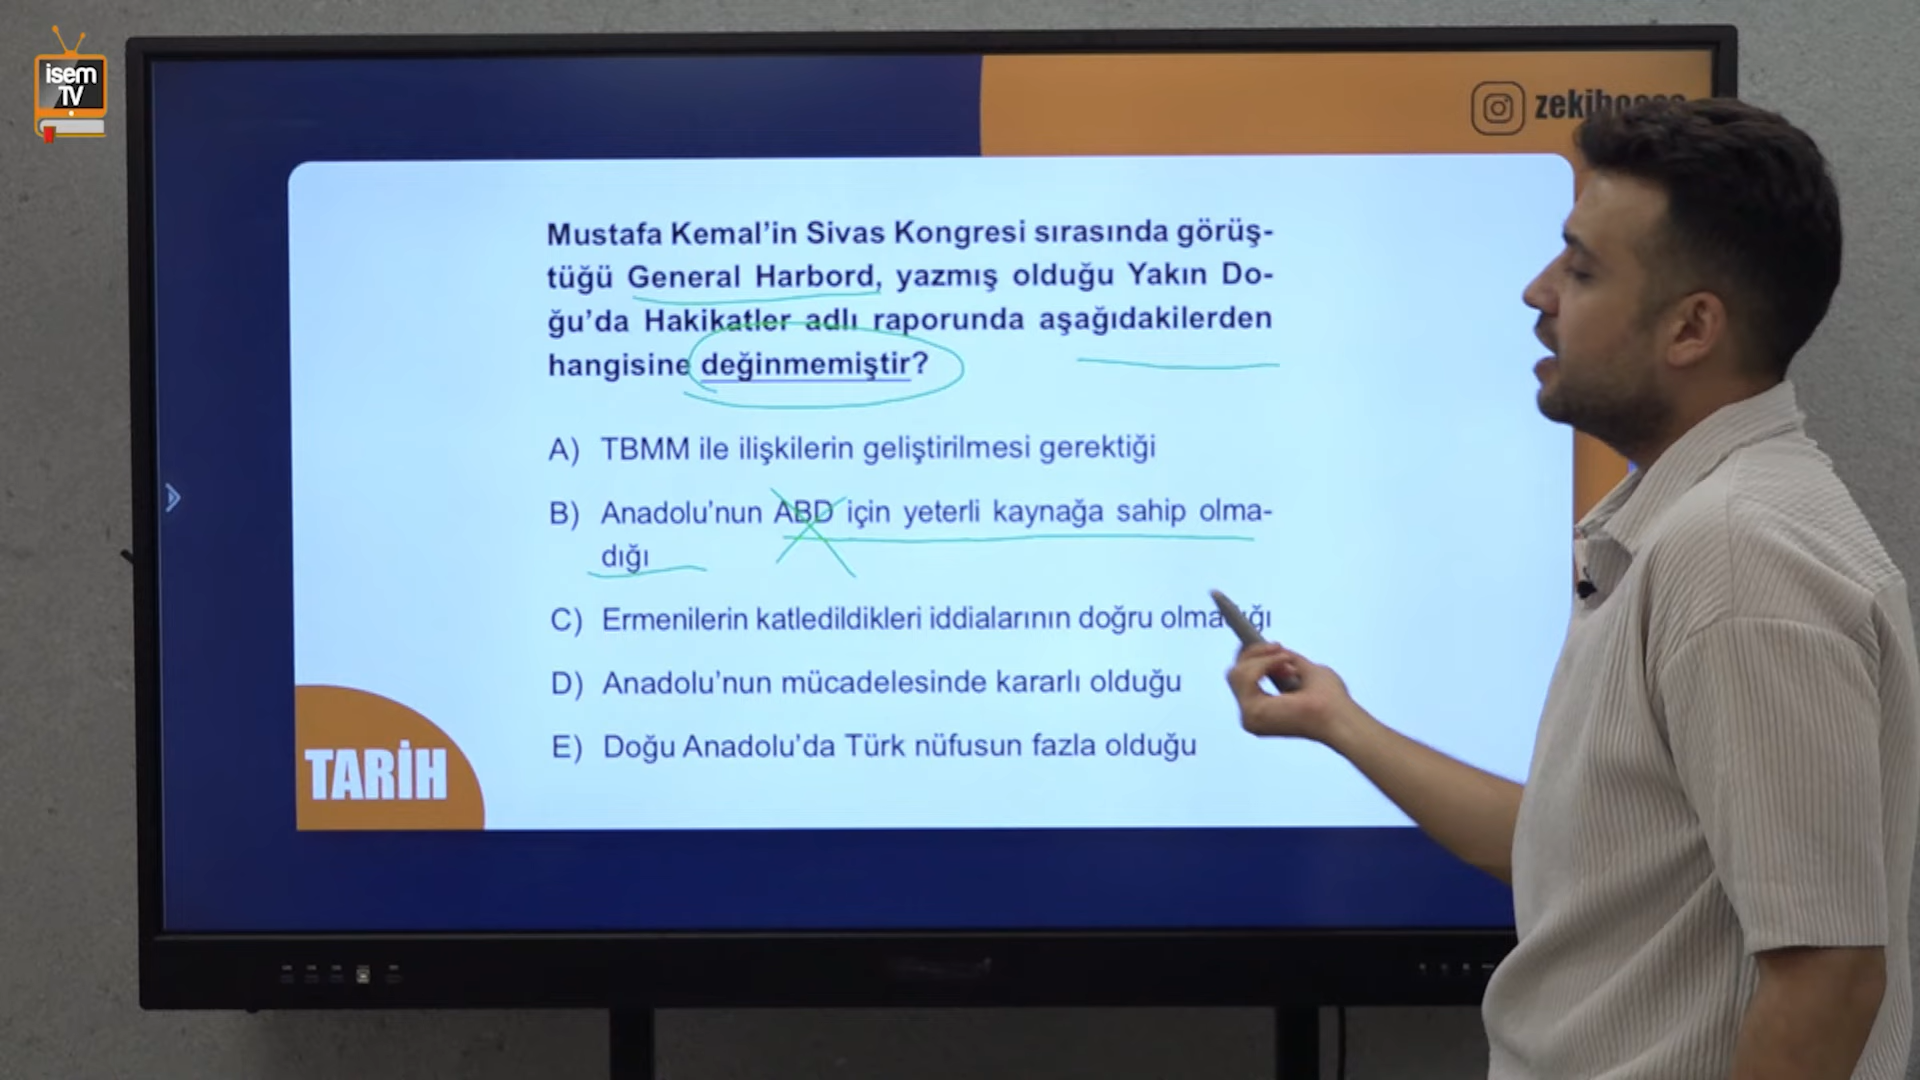 isem
TV
Mustafa Kemal'in Sivas Kongresi sırasında görüş-
tüğü General Harbord, yazmış olduğu Yakın Do-
ğu'da Hakikatler adlı raporunda aşağıdakilerden
hangisine değinmemiştir?
A) TBMM ile ilişkilerin geliştirilmesi gerektiği
B) Anadolu'nun ABD için yeterli kaynağa sahip olma-
dığı
C) Ermenilerin katledildikleri iddialarının doğru olmadığı
D) Anadolu'nun mücadelesinde kararlı olduğu
E) Doğu Anadolu'da Türk nüfusun fazla olduğu
TARİH